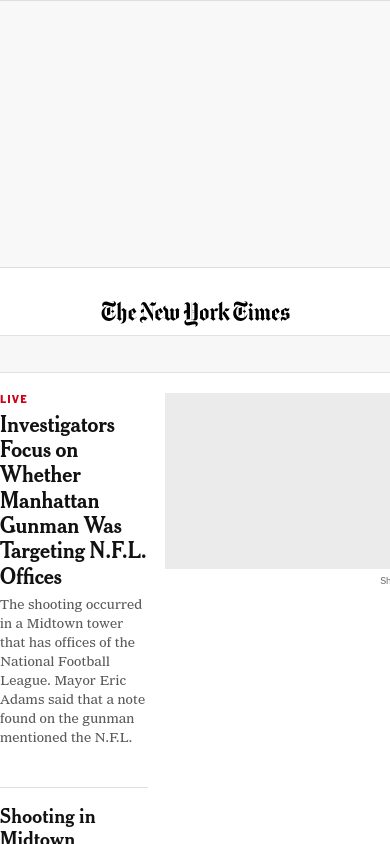 The New York Times
LIVE
Investigators
Focus on
Whether
Manhattan
Gunman Was
Targeting N.F.L.
Offices
The shooting occurred
in a Midtown tower
that has offices of the
National Football
League. Mayor Eric
Adams said that a note
found on the gunman
mentioned the N.F.L.
Shooting in
Midtown